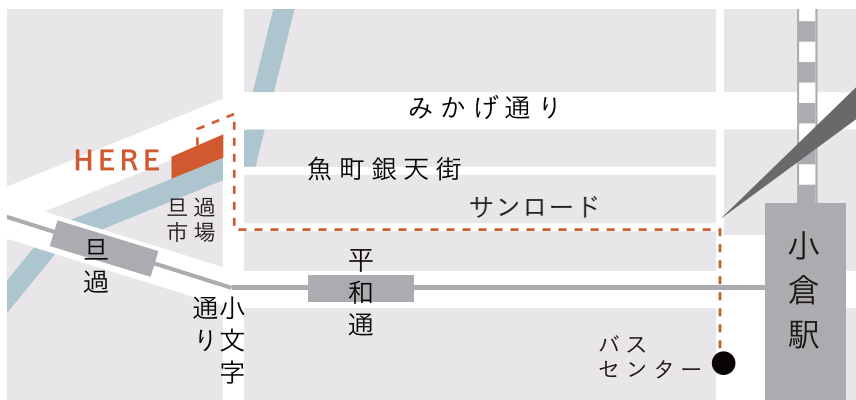 みかげ通り
HERE
魚町銀天街
旦過
市場
サンロード
旦過
平和通
小倉駅
小文字
通り
バス
センター